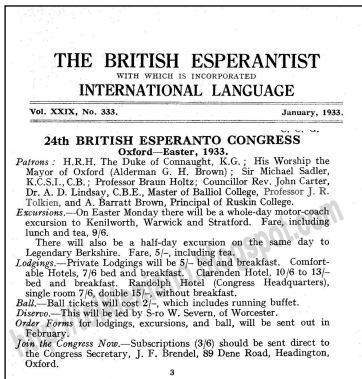 THE BRITISH ESPERANTIST
WITH WHICH IS INCORPORATED
INTERNATIONAL LANGUAGE
Vol. XXIX, No. 333. January, 1933.
24th BRITISH ESPERANTO CONGRESS
Oxford—Easter, 1933.
Patrons : H.R.H. The Duke of Connaught, K.G. ; His Worship the
Mayor of Oxford (Alderman G. H. Brown) ; Sir Michael Sadler,
K.C.S.I., C.B. ; Professor Braun Holtz ; Councillor Rev. John Carter,
Dr. A. D. Lindsay, C.B.E., Master of Balliol College, Professor J. R.
Tolkien, and A. Barratt Brown, Principal of Ruskin College.
Excursions.—On Easter Monday there will be a whole-day motor-coach
excursion to Kenilworth, Warwick and Stratford. Fare, including
lunch and tea, 9/6.
There will also be a half-day excursion on the same day to
Legendary Berkshire. Fare, 5/–, including tea.
Lodgings.—Private Lodgings will be 5/– bed and breakfast. Comfort-
able Hotels, 7/6 bed and breakfast. Clarenden Hotel, 10/6 to 13/–
bed and breakfast. Randolph Hotel (Congress Headquarters),
single room 7/6, double 15/–, without breakfast.
Ball.—Ball tickets will cost 2/–, which includes running buffet.
Diservo.—This will be led by S-ro W. Severn, of Worcester.
Order Forms for lodgings, excursions, and ball, will be sent out in
February.
Join the Congress Now.—Subscriptions (3/6) should be sent direct to
the Congress Secretary, J. F. Brendel, 89 Dene Road, Headington,
Oxford.
3